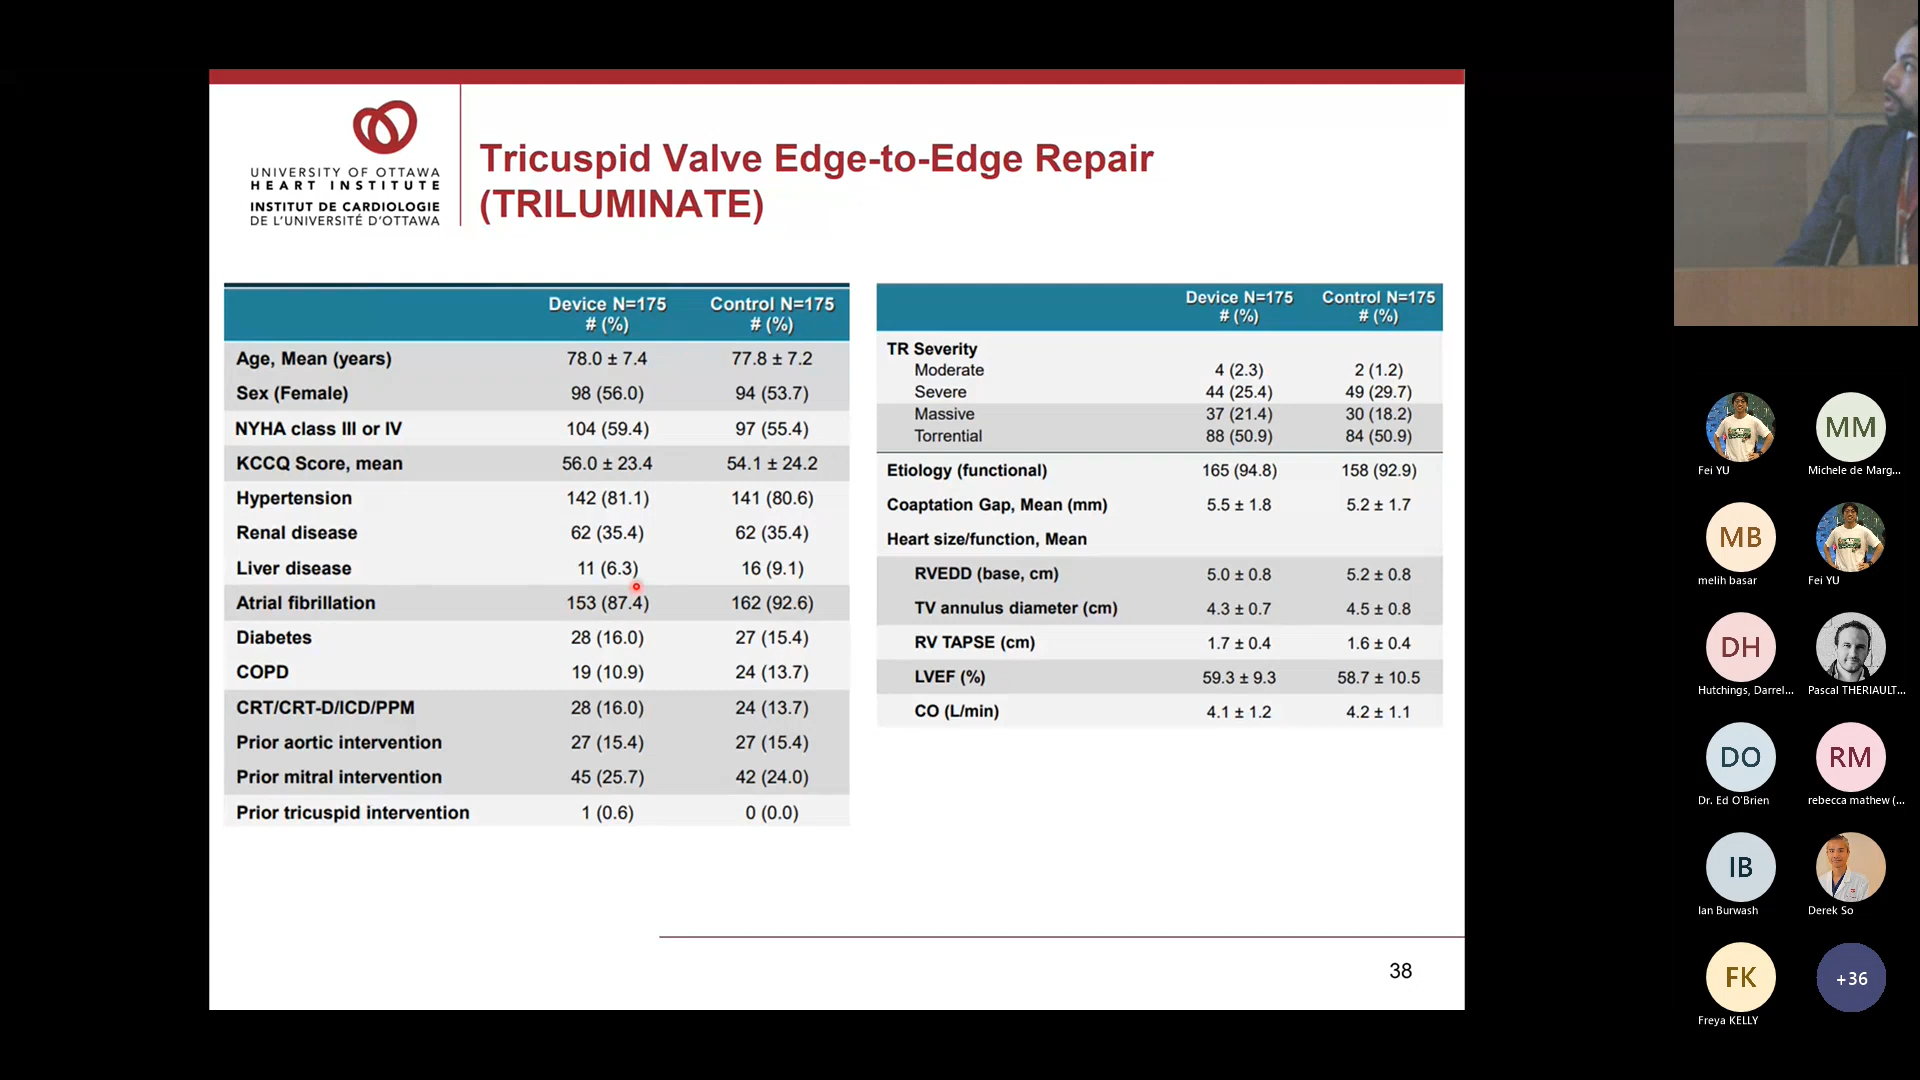 UNIVERSITY OF OTTAWA
HEART INSTITUTE
INSTITUT DE CARDIOLOGIE
DE L'UNIVERSITÉ D'OTTAWA
Tricuspid Valve Edge-to-Edge Repair
(TRILUMINATE)
Device N=175 Control N=175
# (%) # (%)
Age, Mean (years) 78.0 ± 7.4 77.8 ± 7.2
Sex (Female) 98 (56.0) 94 (53.7)
NYHA class III or IV 104 (59.4) 97 (55.4)
KCCQ Score, mean 56.0 ± 23.4 54.1 ± 24.2
Hypertension 142 (81.1) 141 (80.6)
Renal disease 62 (35.4) 62 (35.4)
Liver disease 11 (6.3) 16 (9.1)
Atrial fibrillation 153 (87.4) 162 (92.6)
Diabetes 28 (16.0) 27 (15.4)
COPD 19 (10.9) 24 (13.7)
CRT/CRT-D/ICD/PPM 28 (16.0) 24 (13.7)
Prior aortic intervention 27 (15.4) 27 (15.4)
Prior mitral intervention 45 (25.7) 42 (24.0)
Prior tricuspid intervention 1 (0.6) 0 (0.0)
Device N=175 Control N=175
# (%) # (%)
TR Severity
Moderate 4 (2.3) 2 (1.2)
Severe 44 (25.4) 49 (29.7)
Massive 37 (21.4) 30 (18.2)
Torrential 88 (50.9) 84 (50.9)
Etiology (functional) 165 (94.8) 158 (92.9)
Coaptation Gap, Mean (mm) 5.5 ± 1.8 5.2 ± 1.7
Heart size/function, Mean
RVEDD (base, cm) 5.0 ± 0.8 5.2 ± 0.8
TV annulus diameter (cm) 4.3 ± 0.7 4.5 ± 0.8
RV TAPSE (cm) 1.7 ± 0.4 1.6 ± 0.4
LVEF (%) 59.3 ± 9.3 58.7 ± 10.5
CO (L/min) 4.1 ± 1.2 4.2 ± 1.1
38
MM
Fei YU Michele de Marg...
MB
melih basar Fei YU
DH
Hutchings, Darrel... Pascal THERIAULT...
DO RM
Dr. Ed O'Brien rebecca mathew (...
IB
Ian Burwash Derek So
FK +36
Freya KELLY